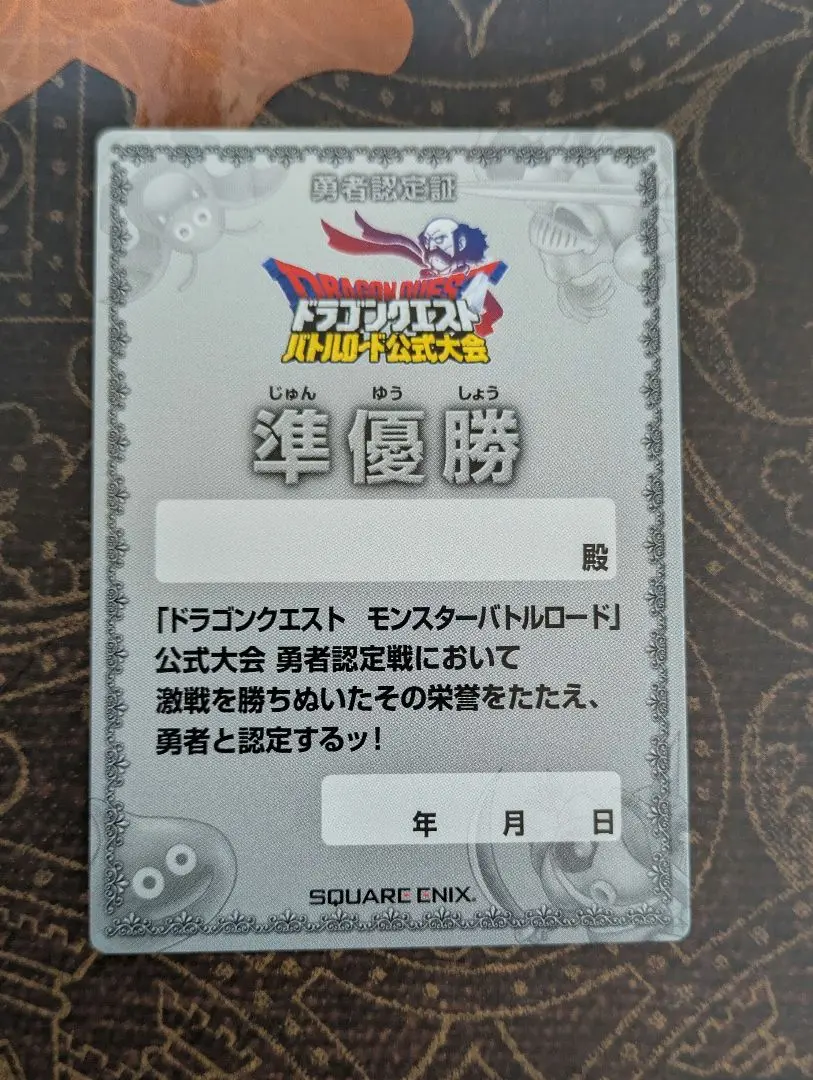 勇者認定証
DRAGON QUEST
ドラゴンクエスト
バトルロード公式大会
じゅん ゆう しょう
準優勝
殿
「ドラゴンクエスト モンスターバトルロード」
公式大会 勇者認定戦において
激戦を勝ちぬいたその栄誉をたたえ、
勇者と認定するッ!
年 月 日
SQUARE ENIX®